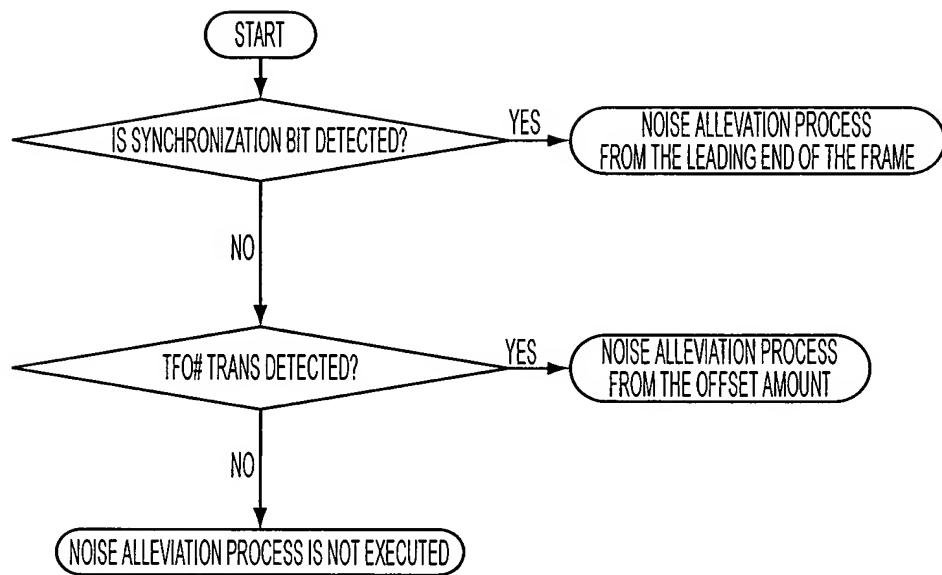 START
IS SYNCHRONIZATION BIT DETECTED?
YES
NOISE ALLEVATION PROCESS
FROM THE LEADING END OF THE FRAME
NO
TFO# TRANS DETECTED?
YES
NOISE ALLEVIATION PROCESS
FROM THE OFFSET AMOUNT
NO
NOISE ALLEVIATION PROCESS IS NOT EXECUTED